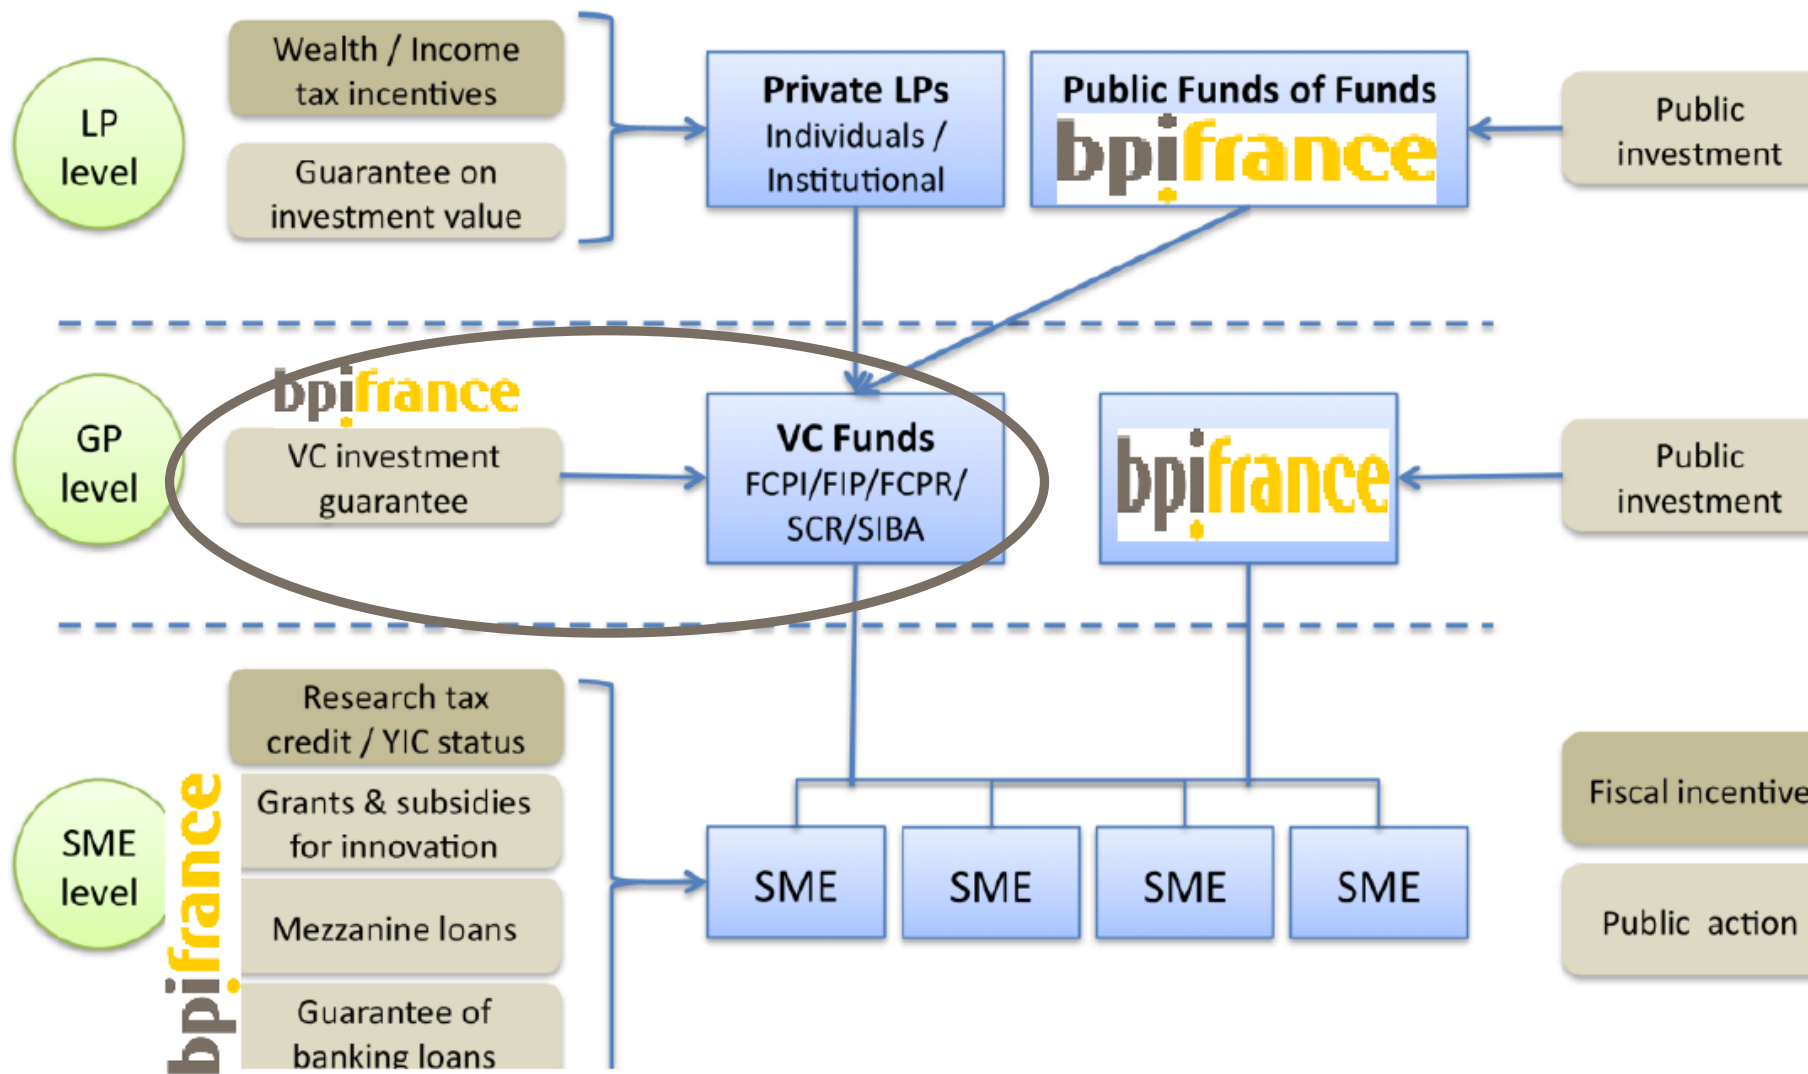 LP
level
Wealth / Income
tax incentives
Guarantee on
investment value
Private LPs
Individuals /
Institutional
Public Funds of Funds
bpifrance
Public
investment
GP
level
bpifrance
VC investment
guarantee
VC Funds
FCPI/FIP/FCPR/
SCR/SIBA
bpifrance
Public
investment
SME
level
bpifrance
Research tax
credit / YIC status
Grants & subsidies
for innovation
Mezzanine loans
Guarantee of
banking loans
SME
SME
SME
SME
Fiscal incentive
Public action